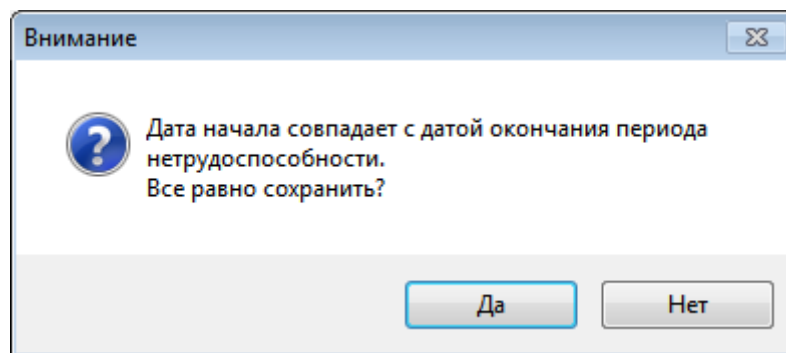 Внимание
Дата начала совпадает с датой окончания периода
нетрудоспособности.
Все равно сохранить?
Да
Нет